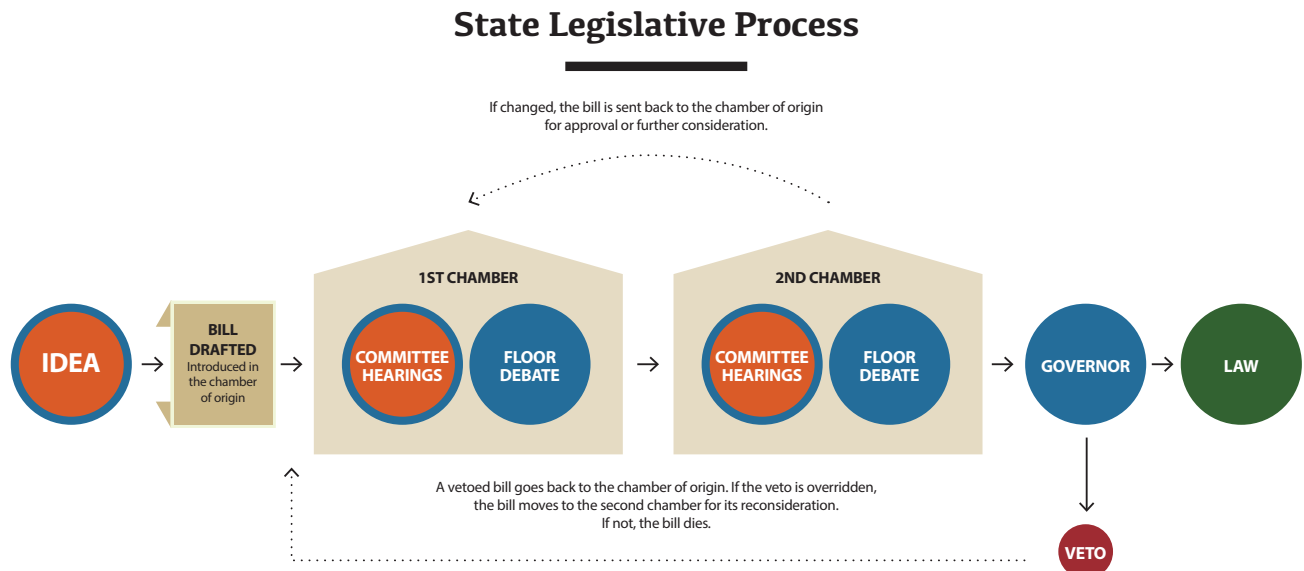 State Legislative Process
If changed, the bill is sent back to the chamber of origin
for approval or further consideration.
IDEA
BILL
DRAFTED
Introduced in
the chamber
of origin
1ST CHAMBER
COMMITTEE
HEARINGS
FLOOR
DEBATE
2ND CHAMBER
COMMITTEE
HEARINGS
FLOOR
DEBATE
GOVERNOR
LAW
A vetoed bill goes back to the chamber of origin. If the veto is overridden,
the bill moves to the second chamber for its reconsideration.
If not, the bill dies.
VETO